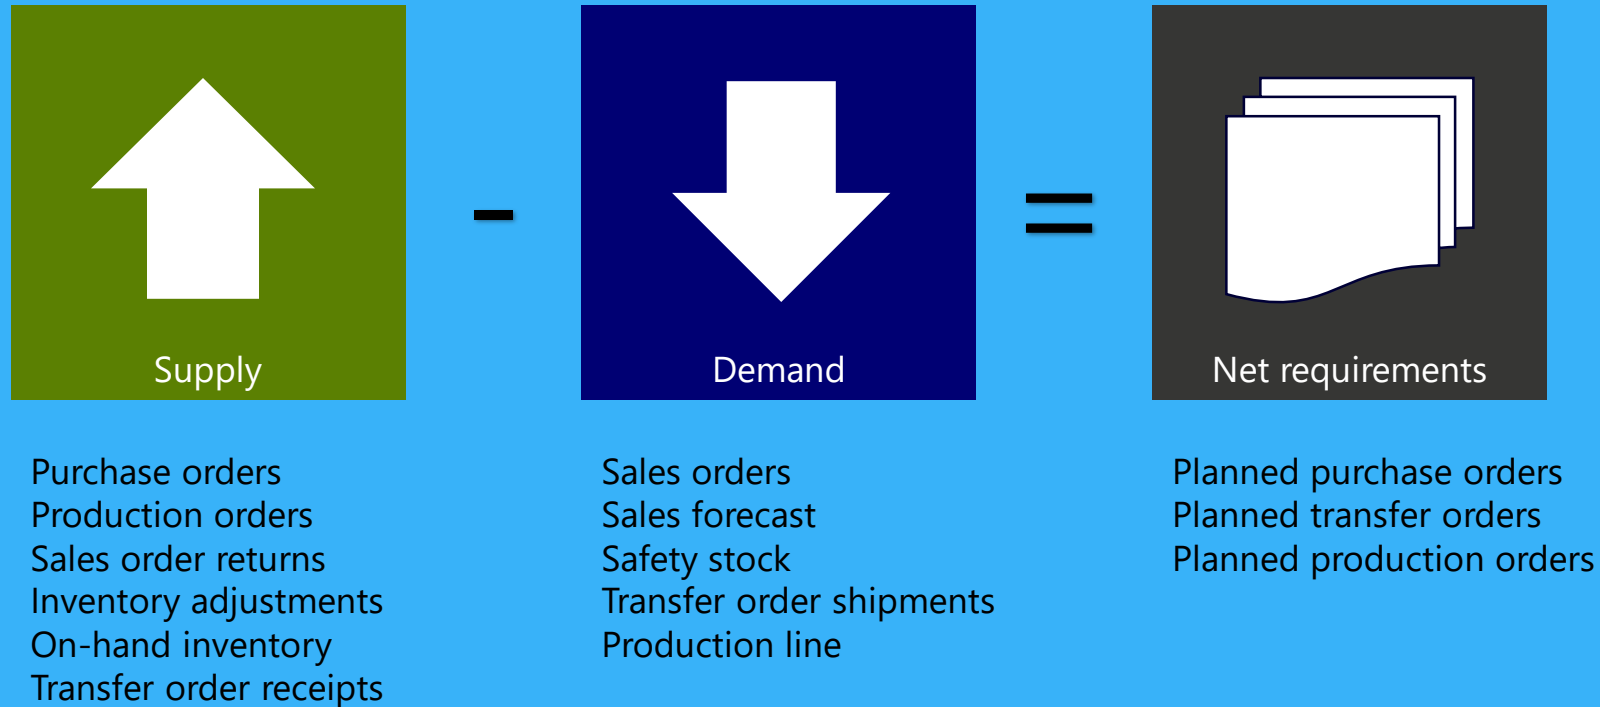 Supply
-
Demand
=
Net requirements
Purchase orders
Production orders
Sales order returns
Inventory adjustments
On-hand inventory
Transfer order receipts
Sales orders
Sales forecast
Safety stock
Transfer order shipments
Production line
Planned purchase orders
Planned transfer orders
Planned production orders